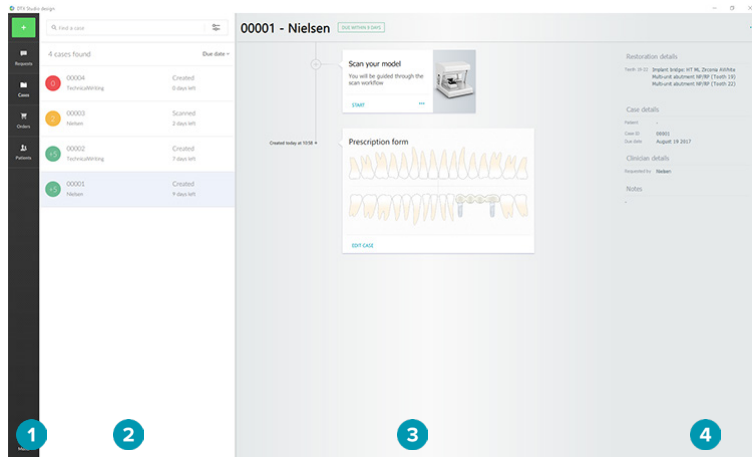 DTX Studio design
Find a case
00001 - Nielsen
DUE WITHIN 9 DAYS
Requests
Cases
Orders
Patients
4 cases found
Due date
0
00004
Created
TechnicalWriting
0 days left
2
00003
Scanned
Nielsen
2 days left
+5
00002
Created
TechnicalWriting
7 days left
+5
00001
Created
Nielsen
9 days left
Scan your model
You will be guided through the
scan workflow
START
Created today at 10:58
Prescription form
EDIT CASE
Restoration details
Implant bridge: HT ML Zirconia A/White
Multi-unit abutment NP/RP (Tooth 19)
Multi-unit abutment NP/RP (Tooth 22)
Case details
Patient
-
Case ID
00001
Due date
August 19 2017
Clinician details
Requested by
Nielsen
Notes
-
1
2
3
4